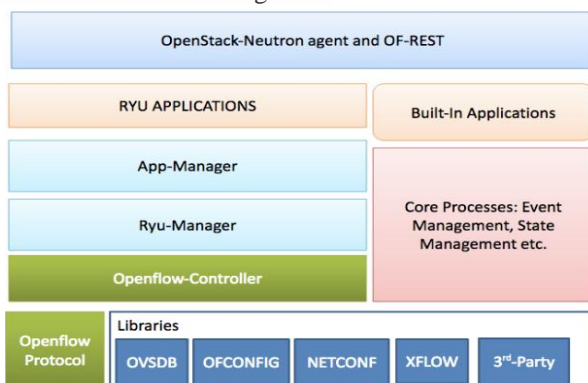 OpenStack-Neutron agent and OF-REST
RYU APPLICATIONS
Built-In Applications
App-Manager
Ryu-Manager
Core Processes: Event
Management, State
Management etc.
Openflow-Controller
Openflow
Protocol
Libraries
OVSDB
OFCONFIG
NETCONF
XFLOW
3rd-Party